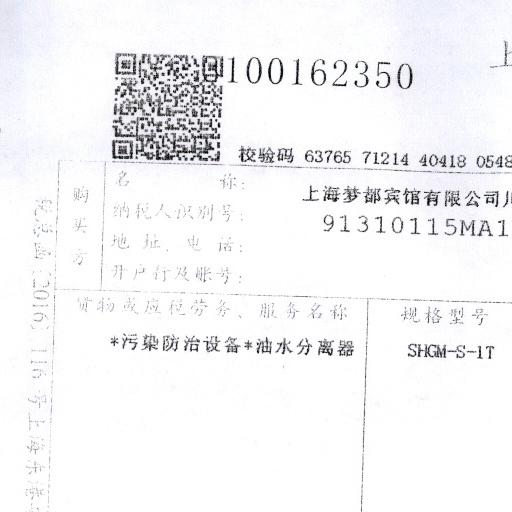 上
100162350
校验码 63765 71214 40418 0548
购买方
名 称: 上海梦都宾馆有限公司川
纳税人识别号: 91310115MA1
地 址、电 话:
开户行及账号:
货物或应税劳务、服务名称 规格型号
*污染防治设备*油水分离器 SHGM-S-1T
税总函〔2016〕116号上海东港